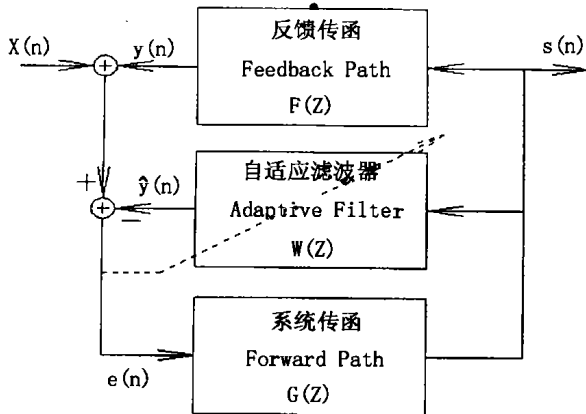 反馈传函
X(n)
y(n)
Feedback Path
s(n)
F(Z)
+
自适应滤波器
ŷ(n)
Adaptive Filter
−
W(Z)
系统传函
Forward Path
e(n)
G(Z)